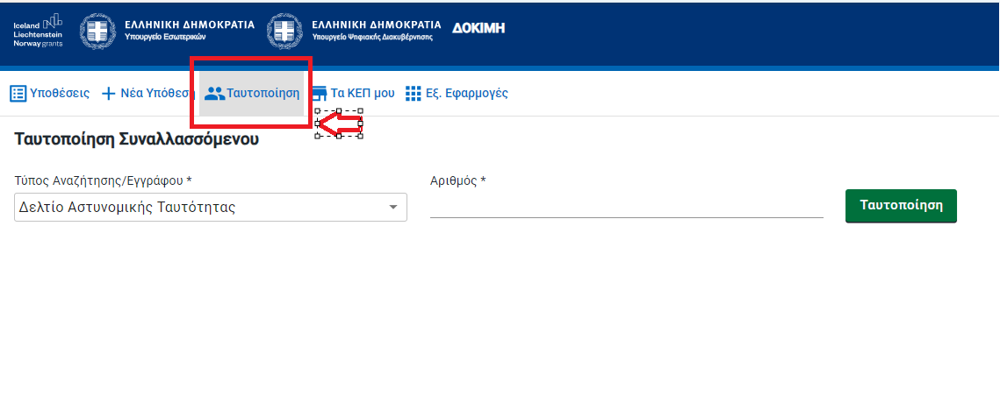 Iceland
Liechtenstein
Norway grants
ΕΛΛΗΝΙΚΗ ΔΗΜΟΚΡΑΤΙΑ
Υπουργείο Εσωτερικών
ΕΛΛΗΝΙΚΗ ΔΗΜΟΚΡΑΤΙΑ
Υπουργείο Ψηφιακής Διακυβέρνησης
ΔΟΚΙΜΗ
Υποθέσεις Νέα Υπόθεση Ταυτοποίηση Τα ΚΕΠ μου Εξ. Εφαρμογές
Ταυτοποίηση Συναλλασσόμενου
Τύπος Αναζήτησης/Εγγράφου * Αριθμός *
Δελτίο Αστυνομικής Ταυτότητας Ταυτοποίηση